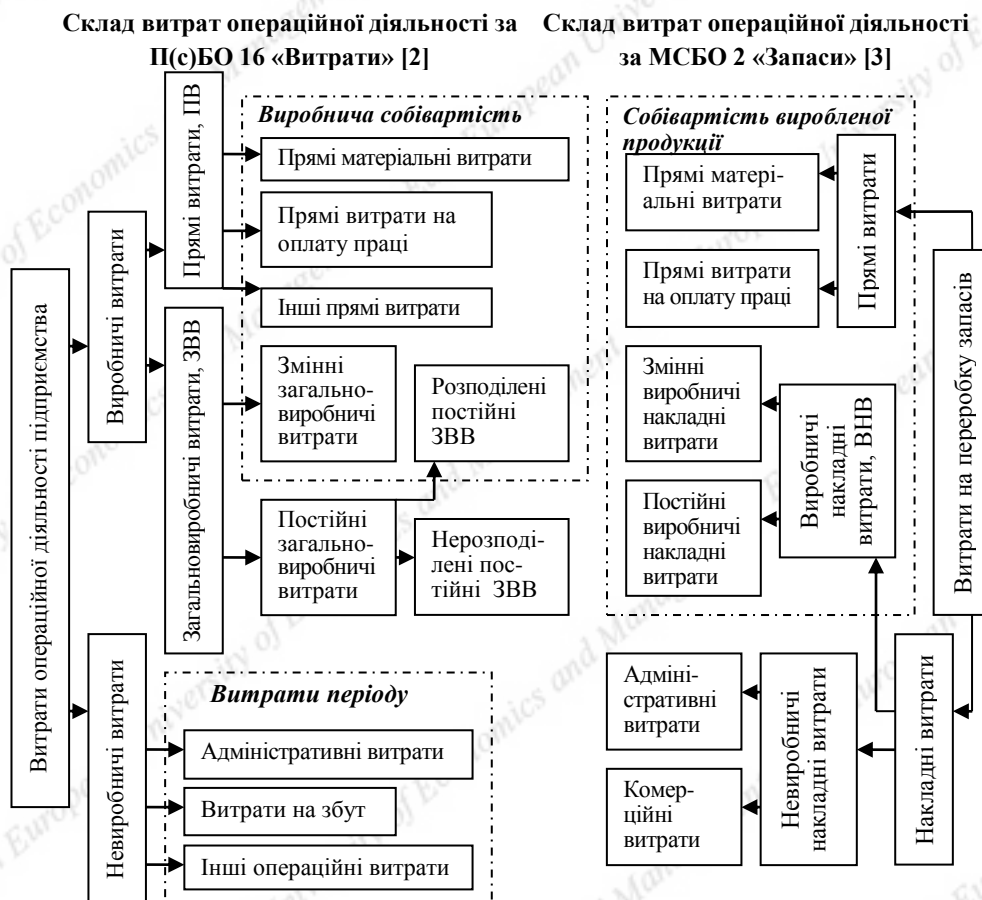 Склад витрат операційної діяльності за
П(с)БО 16 «Витрати» [2]
Витрати операційної діяльності підприємства
Виробничі витрати
Невиробничі витрати
Прямі витрати, ПВ
Загальновиробничі витрати, ЗВВ
Виробнича собівартість
Прямі матеріальні витрати
Прямі витрати на
оплату праці
Інші прямі витрати
Змінні
загально-
виробничі
витрати
Розподілені
постійні
ЗВВ
Постійні
загально-
виробничі
витрати
Нерозподі-
лені пос-
тійні ЗВВ
Витрати періоду
Адміністративні витрати
Витрати на збут
Інші операційні витрати
Склад витрат операційної діяльності
за МСБО 2 «Запаси» [3]
Собівартість виробленої
продукції
Прямі матері-
альні витрати
Прямі витрати
на оплату праці
Прямі витрати
Змінні
виробничі
накладні
витрати
Постійні
виробничі
накладні
витрати
Виробничі
накладні
витрати, ВНВ
Витрати на переробку запасів
Адміні-
стративні
витрати
Комер-
ційні
витрати
Невиробничі
накладні витрати
Накладні витрати